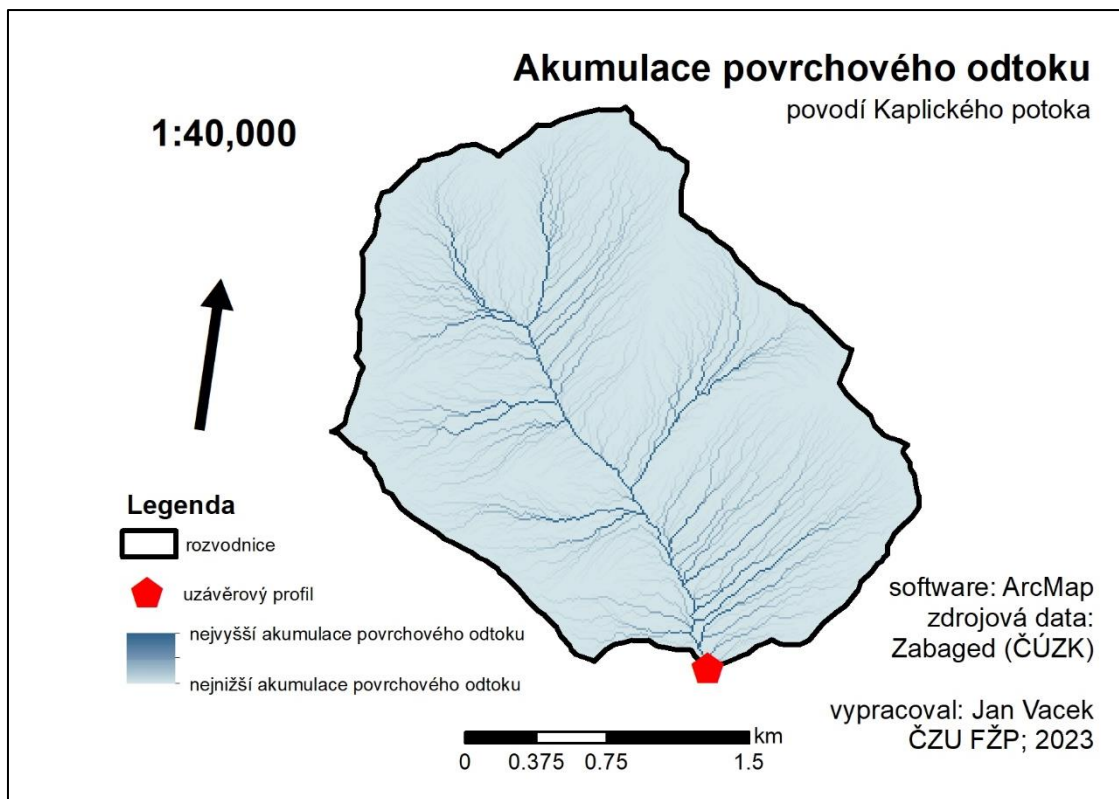 Akumulace povrchového odtoku
povodí Kaplického potoka
1:40,000
Legenda
rozvodnice
uzávěrový profil
nejvyšší akumulace povrchového odtoku
nejnižší akumulace povrchového odtoku
software: ArcMap
zdrojová data:
Zabaged (ČÚZK)
vypracoval: Jan Vacek
ČZU FŽP; 2023
km
0 0.375 0.75 1.5